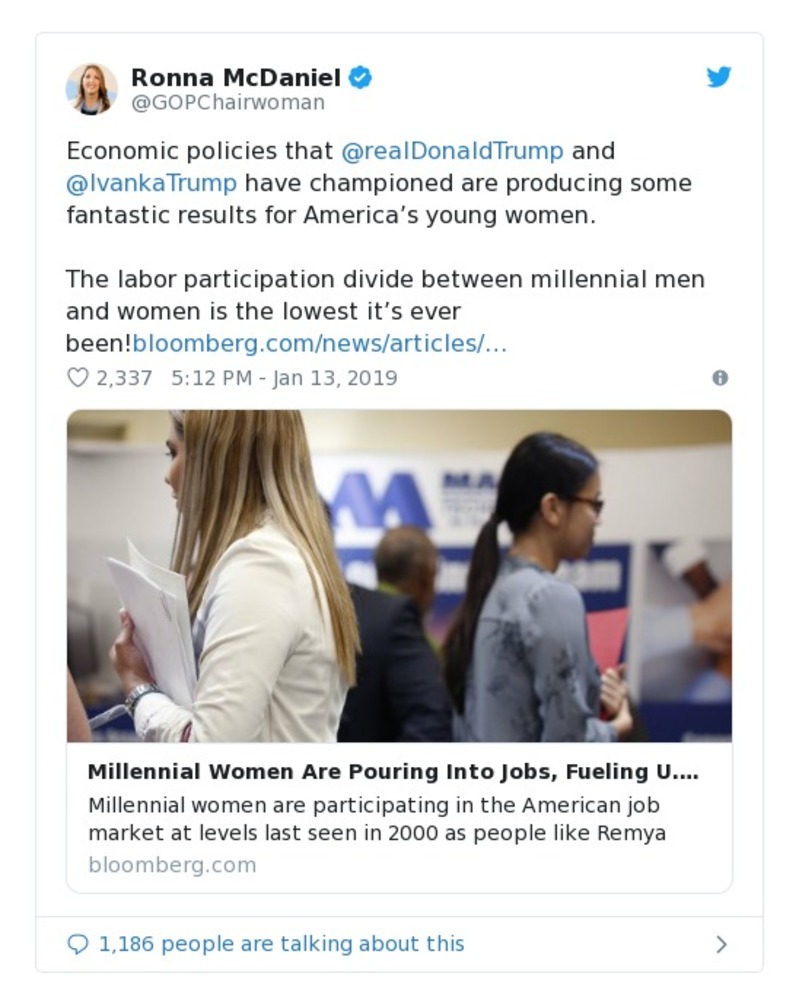 Ronna McDaniel
@GOPChairwoman
Economic policies that @realDonaldTrump and
@IvankaTrump have championed are producing some
fantastic results for America’s young women.
The labor participation divide between millennial men
and women is the lowest it’s ever
been!bloomberg.com/news/articles/…
2,337 5:12 PM - Jan 13, 2019
Millennial Women Are Pouring Into Jobs, Fueling U.…
Millennial women are participating in the American job
market at levels last seen in 2000 as people like Remya
bloomberg.com
1,186 people are talking about this